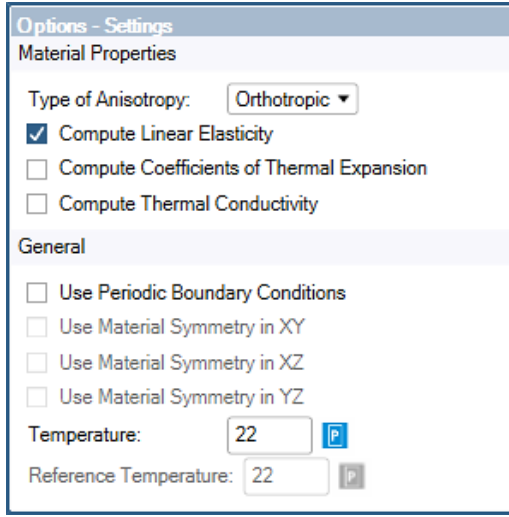 Options - Settings
Material Properties
Type of Anisotropy: Orthotropic
Compute Linear Elasticity
Compute Coefficients of Thermal Expansion
Compute Thermal Conductivity
General
Use Periodic Boundary Conditions
Use Material Symmetry in XY
Use Material Symmetry in XZ
Use Material Symmetry in YZ
Temperature: 22 P
Reference Temperature: 22 P